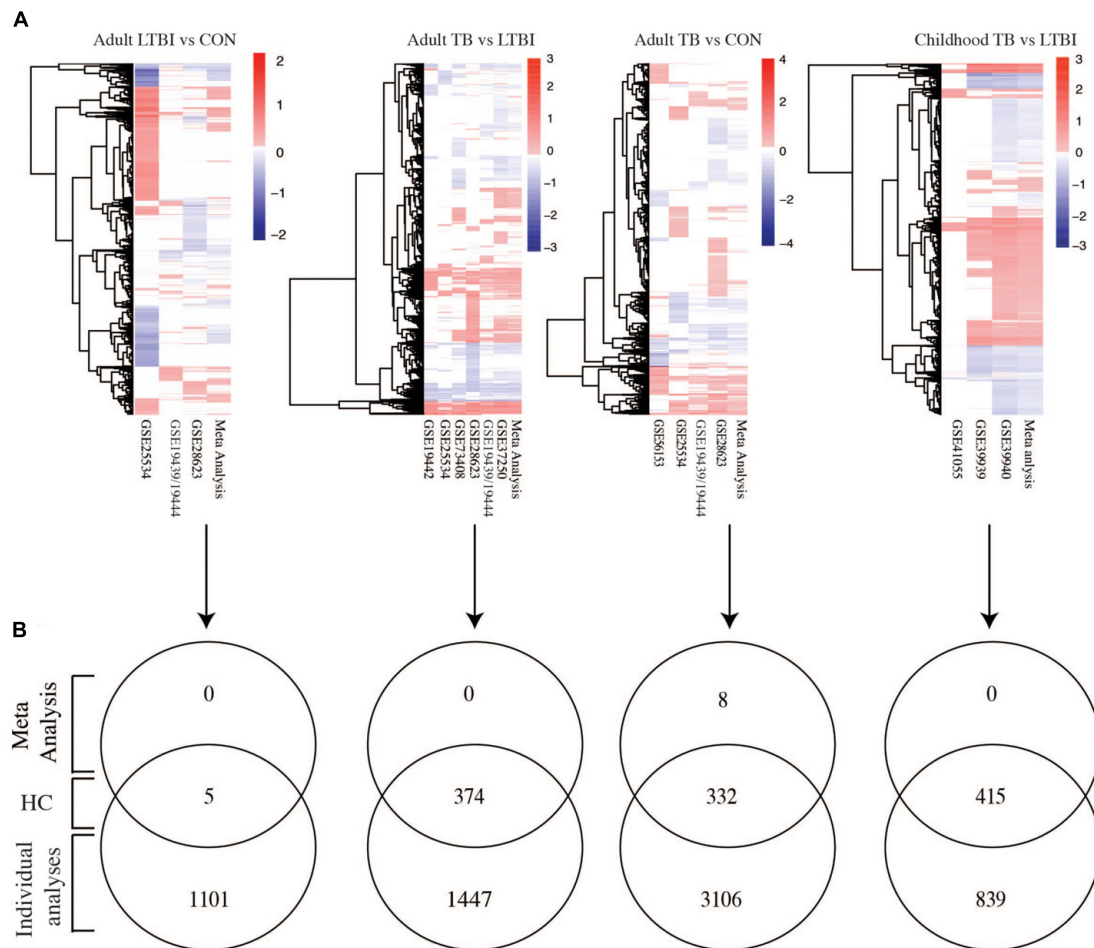 A
Adult LTBI vs CON
Adult TB vs LTBI
Adult TB vs CON
Childhood TB vs LTBI
2
1
0
−1
−2
3
2
1
0
−1
−2
−3
4
2
0
−2
−4
3
2
1
0
−1
−2
−3
GSE25534
GSE19439/19444
GSE28623
Meta Analysis
GSE19442
GSE25534
GSE73408
GSE28623
GSE19439/19444
GSE37250
Meta Analysis
GSE56153
GSE25534
GSE19439/19444
GSE28623
Meta Analysis
GSE41055
GSE39939
GSE39940
Meta anlysis
B
Meta
Analysis
0
0
8
0
HC
5
374
332
415
Individual
analyses
1101
1447
3106
839